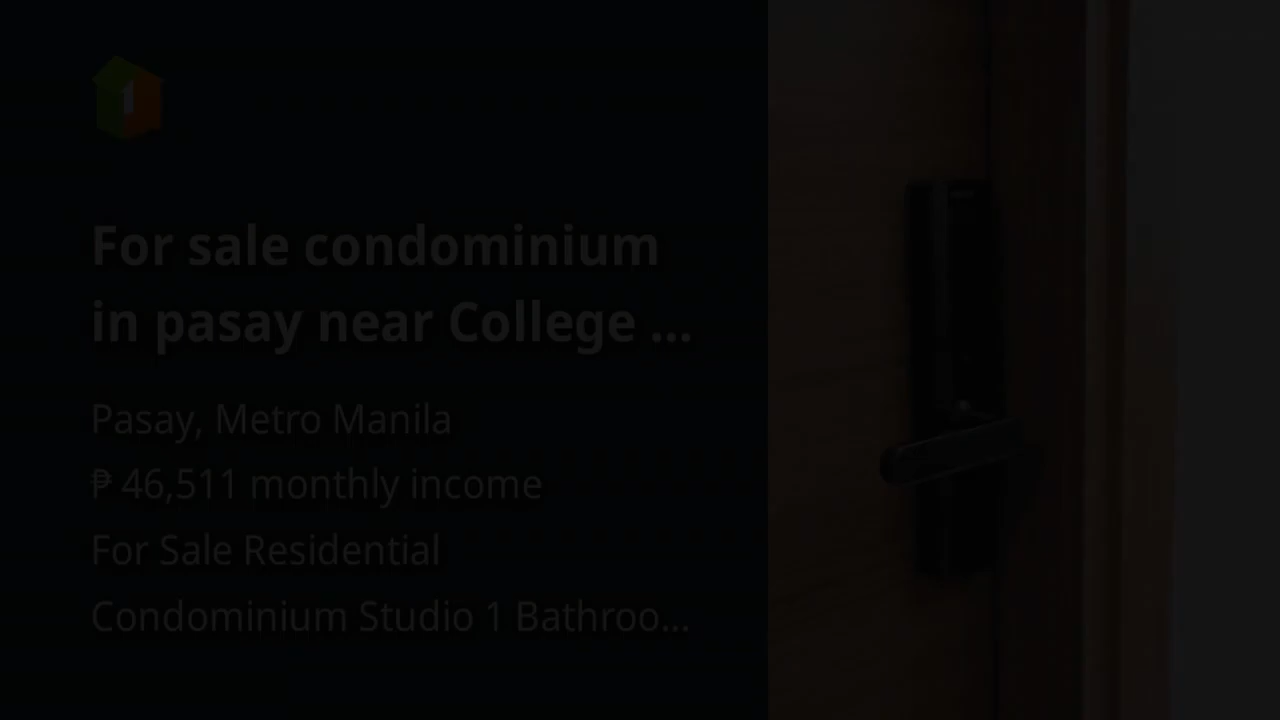 For sale condominium
in pasay near College ...
Pasay, Metro Manila
₱ 46,511 monthly income
For Sale Residential
Condominium Studio 1 Bathroo...